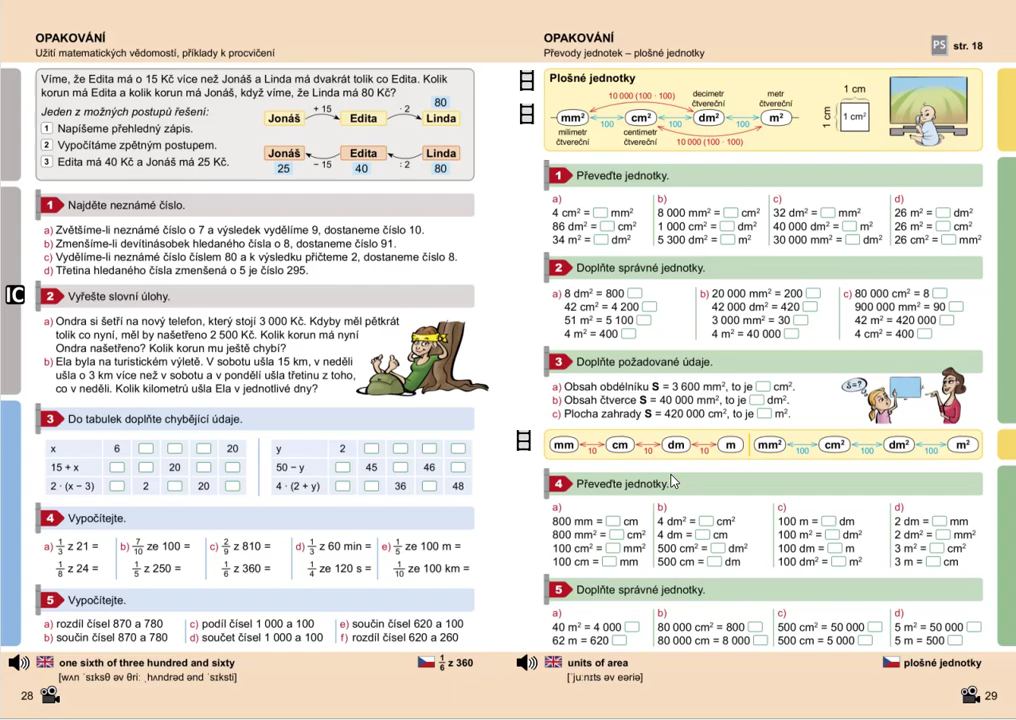 OPAKOVÁNÍ
Užití matematických vědomostí, příklady k procvičení
Víme, že Edita má o 15 Kč více než Jonáš a Linda má dvakrát tolik co Edita. Kolik
korun má Edita a kolik korun má Jonáš, když víme, že Linda má 80 Kč?
Jeden z možných postupů řešení:
1 Napíšeme přehledný zápis.
2 Vypočítáme zpětným postupem.
3 Edita má 40 Kč a Jonáš má 25 Kč.
80
+ 15 · 2
Jonáš Edita Linda
Jonáš Edita Linda
− 15 : 2
25 40 80
1 Najděte neznámé číslo.
a) Zvětšíme-li neznámé číslo o 7 a výsledek vydělíme 9, dostaneme číslo 10.
b) Zmenšíme-li devítinásobek hledaného čísla o 8, dostaneme číslo 91.
c) Vydělíme-li neznámé číslo číslem 80 a k výsledku přičteme 2, dostaneme číslo 8.
d) Třetina hledaného čísla zmenšená o 5 je číslo 295.
IC
2 Vyřešte slovní úlohy.
a) Ondra si šetří na nový telefon, který stojí 3 000 Kč. Kdyby měl pětkrát
tolik co nyní, měl by našetřeno 2 500 Kč. Kolik korun má nyní
Ondra našetřeno? Kolik korun mu ještě chybí?
b) Ela byla na turistickém výletě. V sobotu ušla 15 km, v neděli
ušla o 3 km více než v sobotu a v pondělí ušla třetinu z toho,
co v neděli. Kolik kilometrů ušla Ela v jednotlivé dny?
3 Do tabulek doplňte chybějící údaje.
x 6 20
15 + x 20
2 · (x − 3) 2 20
y 2
50 − y 45 46
4 · (2 + y) 36 48
4 Vypočítejte.
a) 1/3 z 21 = b) 7/10 ze 100 = c) 2/9 z 810 = d) 1/3 z 60 min = e) 1/5 ze 100 m =
1/8 z 24 = 1/5 z 250 = 1/6 z 360 = 1/4 ze 120 s = 1/10 ze 100 km =
5 Vypočítejte.
a) rozdíl čísel 870 a 780 c) podíl čísel 1 000 a 100 e) součin čísel 620 a 100
b) součin čísel 870 a 780 d) součet čísel 1 000 a 100 f) rozdíl čísel 620 a 260
one sixth of three hundred and sixty 1/6 z 360
[wʌn ˈsɪksθ əv θriː ˌhʌndrəd ənd ˈsɪksti]
28
OPAKOVÁNÍ
Převody jednotek – plošné jednotky
PS str. 18
Plošné jednotky
10 000 (100 · 100) decimetr čtvereční metr čtvereční
mm² cm² dm² m²
100 100 100
milimetr čtvereční centimetr čtvereční 10 000 (100 · 100)
1 cm
1 cm
1 cm²
1 Převeďte jednotky.
a) b) c) d)
4 cm² = mm² 8 000 mm² = cm² 32 dm² = mm² 26 m² = dm²
86 dm² = cm² 1 000 cm² = dm² 40 000 dm² = m² 26 m² = cm²
34 m² = dm² 5 300 dm² = m² 30 000 mm² = dm² 26 cm² = mm²
2 Doplňte správné jednotky.
a) 8 dm² = 800 b) 20 000 mm² = 200 c) 80 000 cm² = 8
42 cm² = 4 200 42 000 dm² = 420 900 000 mm² = 90
51 m² = 5 100 3 000 mm² = 30 42 m² = 420 000
4 m² = 400 4 m² = 40 000 4 cm² = 400
3 Doplňte požadované údaje.
a) Obsah obdélníku S = 3 600 mm², to je cm².
b) Obsah čtverce S = 40 000 mm², to je dm².
c) Plocha zahrady S = 420 000 cm², to je m².
S=?
mm cm dm m mm² cm² dm² m²
10 10 10 100 100 100
4 Převeďte jednotky.
a) b) c) d)
800 mm = cm 4 dm² = cm² 100 m = dm 2 dm = mm
800 mm² = cm² 4 dm = cm 100 m² = dm² 2 dm² = mm²
100 cm² = mm² 500 cm² = dm² 100 dm = m 3 m² = cm²
100 cm = mm 500 cm = dm 100 dm² = m² 3 m = cm
5 Doplňte správné jednotky.
a) b) c) d)
40 m² = 4 000 80 000 cm² = 800 500 cm² = 50 000 5 m² = 50 000
62 m = 620 80 000 cm = 8 000 500 cm = 5 000 5 m = 500
units of area plošné jednotky
[ˈjuːnɪts əv eəriə]
29